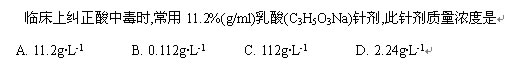 临床上纠正酸中毒时,常用 11.2%(g/ml)乳酸(C₃H₅O₃Na)针剂,此针剂质量浓度是↵
A. 11.2g·L⁻¹ B. 0.112g·L⁻¹ C. 112g·L⁻¹ D. 2.24g·L⁻¹↵